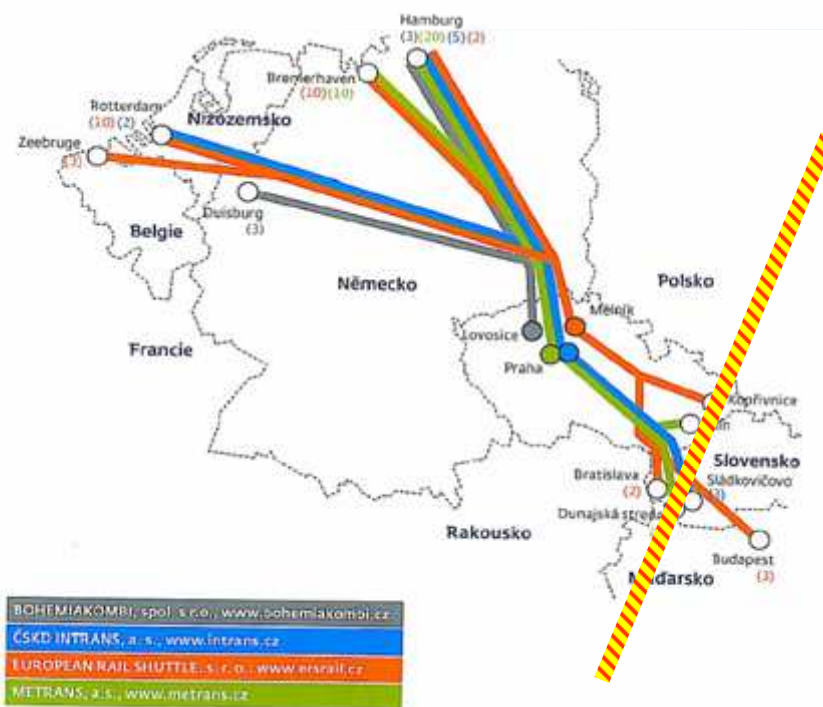 Hamburg
(3)(20)(5)(2)
Bremerhaven
(10)(10)
Rotterdam
(10)(2)
Nizozemsko
Zeebruge
(3)
Duisburg
(3)
Belgie
Německo
Polsko
Mělník
Lovosice
Francie
Praha
Kopřivnice
Slovensko
Bratislava
(2)
Sládkovičovo
(3)
Dunajská streda
Rakousko
Budapest
(3)
BOHEMIAKOMBI, spol. s r.o., www.bohemiakombi.cz
ČSKD INTRANS, a. s., www.intrans.cz
EUROPEAN RAIL SHUTTLE, s. r. o., www.ersrail.cz
METRANS, a.s., www.metrans.cz